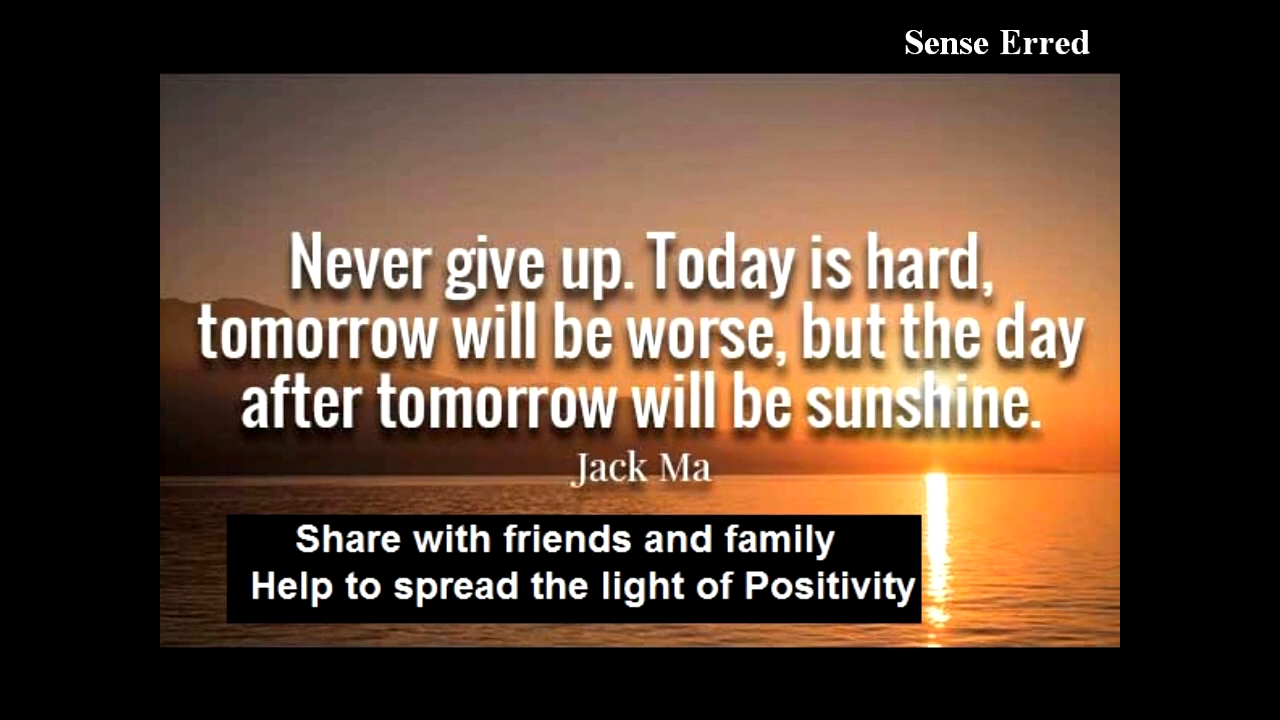 Sense Erred
Never give up. Today is hard,
tomorrow will be worse, but the day
after tomorrow will be sunshine.
Jack Ma
Share with friends and family
Help to spread the light of Positivity